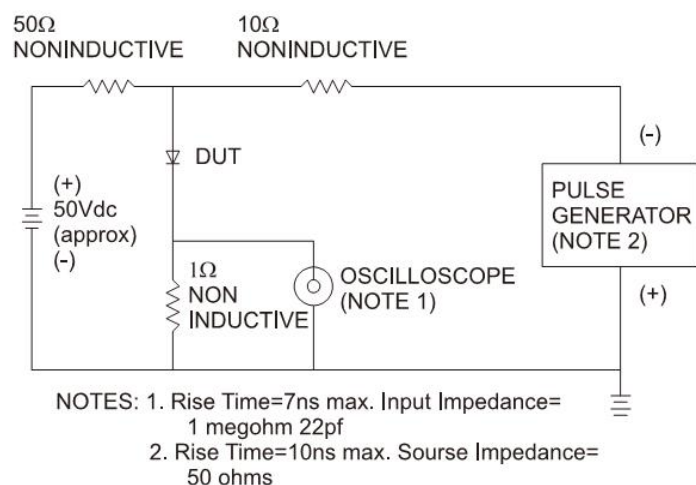 50Ω
NONINDUCTIVE
10Ω
NONINDUCTIVE
DUT
(+)
50Vdc
(approx)
(-)
1Ω
NON
INDUCTIVE
OSCILLOSCOPE
(NOTE 1)
(-)
PULSE
GENERATOR
(NOTE 2)
(+)
NOTES: 1. Rise Time=7ns max. Input Impedance=
1 megohm 22pf
2. Rise Time=10ns max. Sourse Impedance=
50 ohms